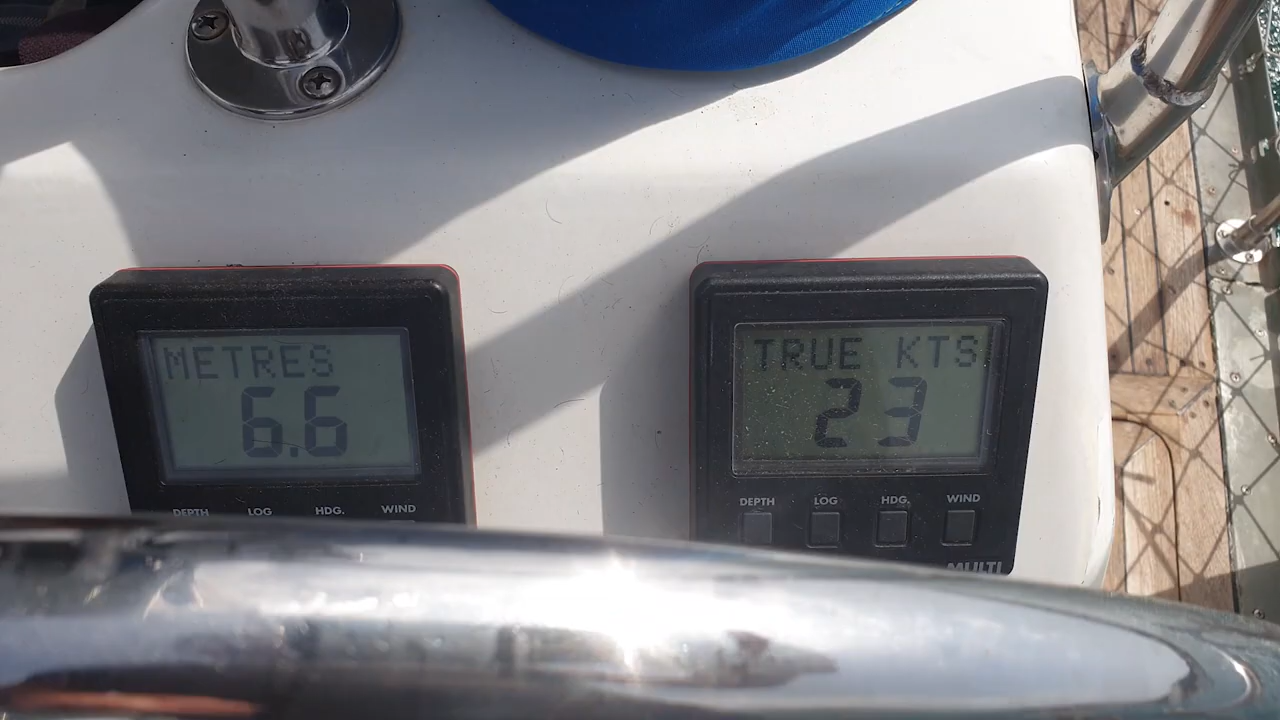 METRES
6.6
DEPTH LOG HDG. WIND
TRUE KTS
23
DEPTH LOG HDG. WIND
MULTI